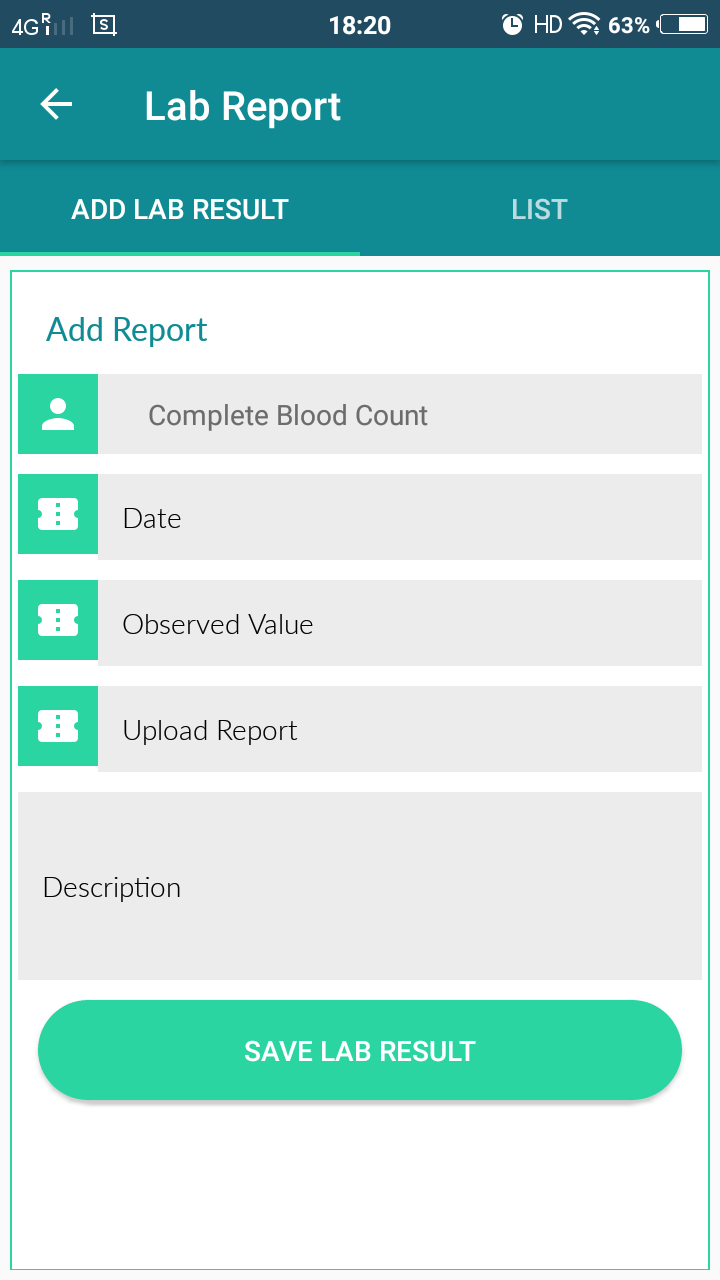 4G R 18:20 HD 63%
Lab Report
ADD LAB RESULT LIST
Add Report
Complete Blood Count
Date
Observed Value
Upload Report
Description
SAVE LAB RESULT